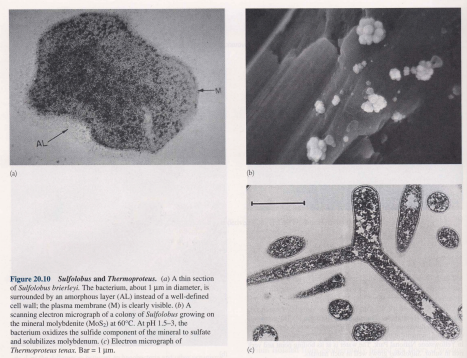 AL
M
(a)
(b)
Figure 20.10 Sulfolobus and Thermoproteus. (a) A thin section
of Sulfolobus brierleyi. The bacterium, about 1 μm in diameter, is
surrounded by an amorphous layer (AL) instead of a well-defined
cell wall; the plasma membrane (M) is clearly visible. (b) A
scanning electron micrograph of a colony of Sulfolobus growing on
the mineral molybdenite (MoS₂) at 60°C. At pH 1.5–3, the
bacterium oxidizes the sulfide component of the mineral to sulfate
and solubilizes molybdenum. (c) Electron micrograph of
Thermoproteus tenax. Bar = 1 μm.
(c)